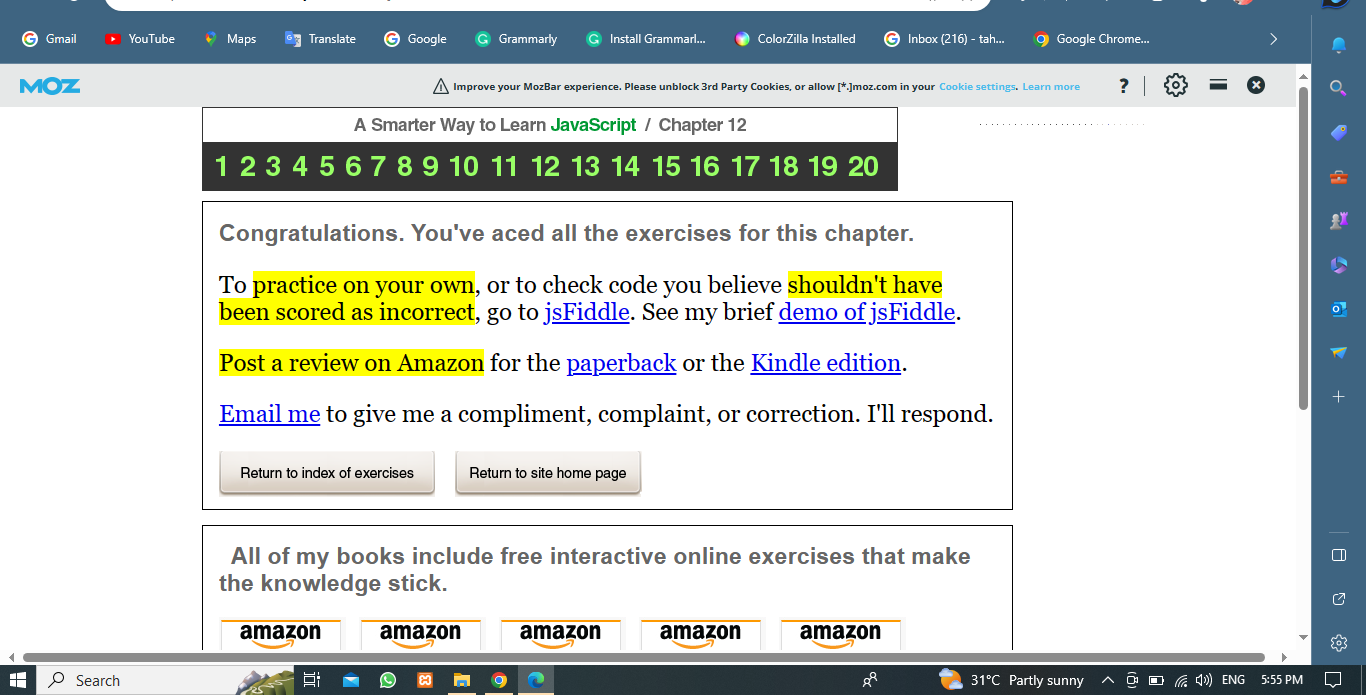 Gmail YouTube Maps Translate Google Grammarly Install Grammarl... ColorZilla Installed Inbox (216) - tah... Google Chrome...
MOZ Improve your MozBar experience. Please unblock 3rd Party Cookies, or allow [*.]moz.com in your Cookie settings. Learn more ?
A Smarter Way to Learn JavaScript / Chapter 12
1 2 3 4 5 6 7 8 9 10 11 12 13 14 15 16 17 18 19 20
Congratulations. You've aced all the exercises for this chapter.
To practice on your own, or to check code you believe shouldn't have
been scored as incorrect, go to jsFiddle. See my brief demo of jsFiddle.
Post a review on Amazon for the paperback or the Kindle edition.
Email me to give me a compliment, complaint, or correction. I'll respond.
Return to index of exercises Return to site home page
All of my books include free interactive online exercises that make
the knowledge stick.
amazon amazon amazon amazon amazon
Search 31°C Partly sunny ENG 5:55 PM